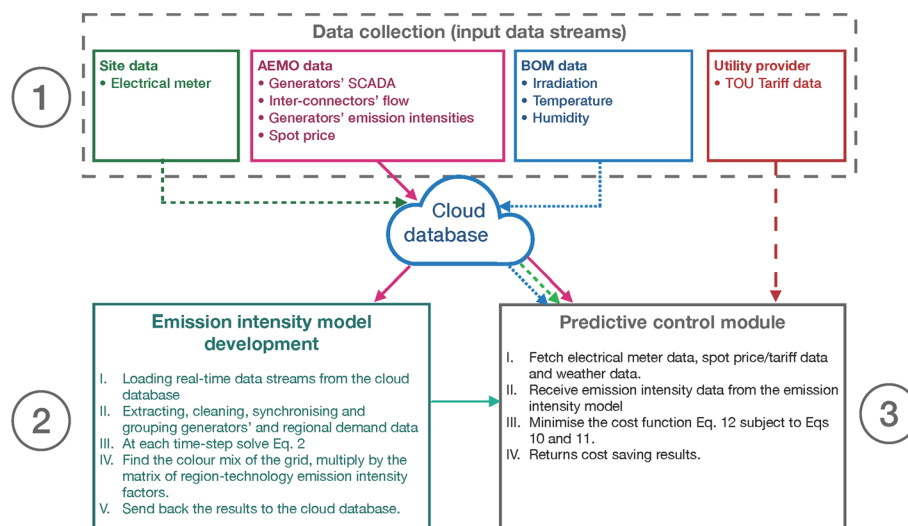 Data collection (input data streams)
1
Site data
• Electrical meter
AEMO data
• Generators' SCADA
• Inter-connectors' flow
• Generators' emission intensities
• Spot price
BOM data
• Irradiation
• Temperature
• Humidity
Utility provider
• TOU Tariff data
Cloud
database
2
Emission intensity model
development
I. Loading real-time data streams from the cloud
database
II. Extracting, cleaning, synchronising and
grouping generators' and regional demand data
III. At each time-step solve Eq. 2
IV. Find the colour mix of the grid, multiply by the
matrix of region-technology emission intensity
factors.
V. Send back the results to the cloud database.
Predictive control module
I. Fetch electrical meter data, spot price/tariff data
and weather data.
II. Receive emission intensity data from the emission
intensity model
III. Minimise the cost function Eq. 12 subject to Eqs
10 and 11.
IV. Returns cost saving results.
3